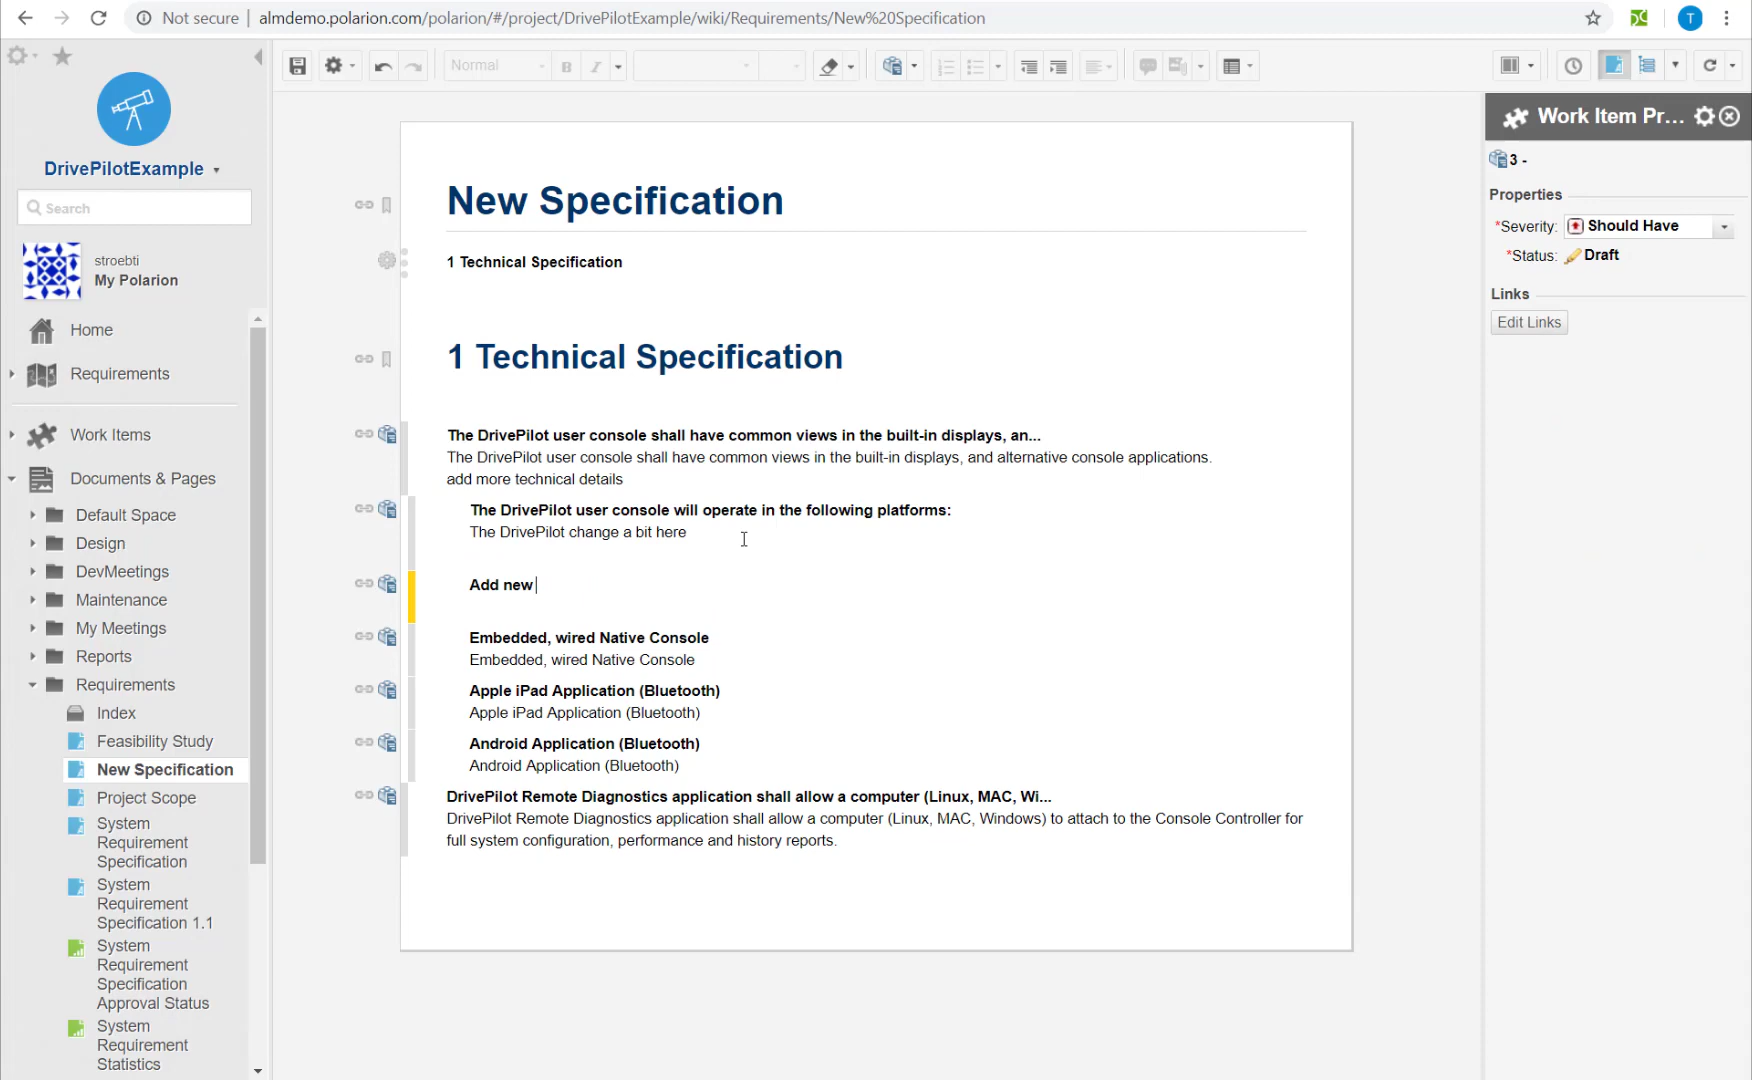 Not secure
almdemo.polarion.com/polarion/#/project/DrivePilotExample/wiki/Requirements/New%20Specification
T
Normal
B
I
DrivePilotExample
Search
stroebti
My Polarion
Home
Requirements
Work Items
Documents & Pages
Default Space
Design
DevMeetings
Maintenance
My Meetings
Reports
Requirements
Index
Feasibility Study
New Specification
Project Scope
System
Requirement
Specification
System
Requirement
Specification 1.1
System
Requirement
Specification
Approval Status
System
Requirement
Statistics
New Specification
1 Technical Specification
1 Technical Specification
The DrivePilot user console shall have common views in the built-in displays, an...
The DrivePilot user console shall have common views in the built-in displays, and alternative console applications.
add more technical details
The DrivePilot user console will operate in the following platforms:
The DrivePilot change a bit here
Add new
Embedded, wired Native Console
Embedded, wired Native Console
Apple iPad Application (Bluetooth)
Apple iPad Application (Bluetooth)
Android Application (Bluetooth)
Android Application (Bluetooth)
DrivePilot Remote Diagnostics application shall allow a computer (Linux, MAC, Wi...
DrivePilot Remote Diagnostics application shall allow a computer (Linux, MAC, Windows) to attach to the Console Controller for
full system configuration, performance and history reports.
Work Item Pr...
3 -
Properties
*Severity: Should Have
*Status: Draft
Links
Edit Links